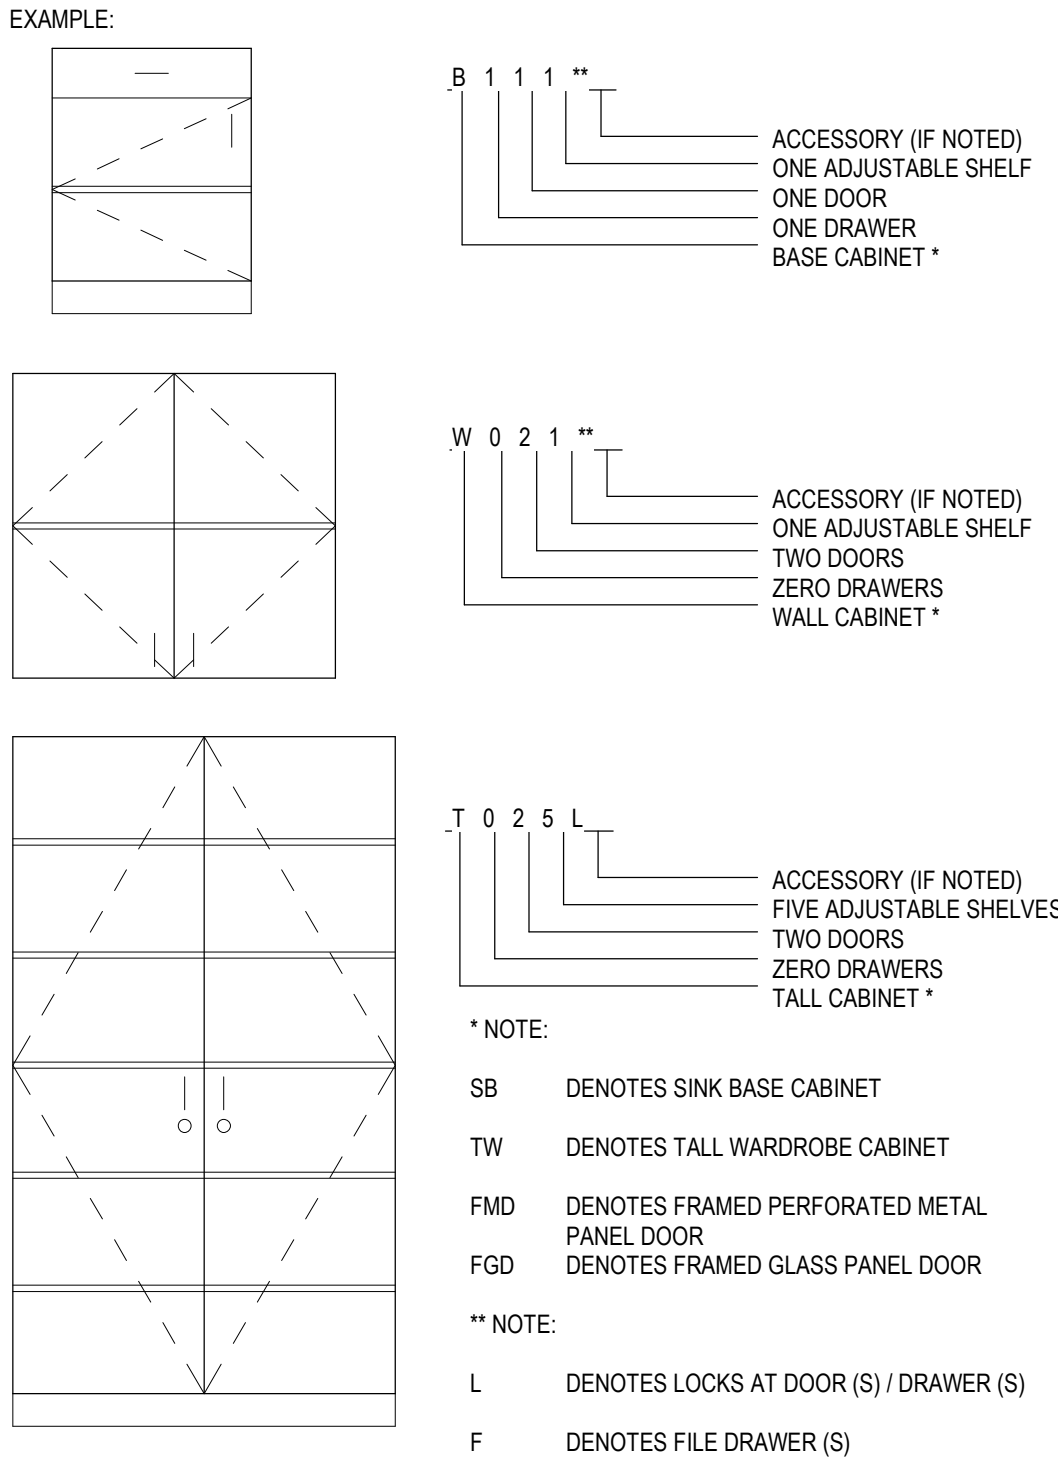 EXAMPLE:
B 1 1 1 **
ACCESSORY (IF NOTED)
ONE ADJUSTABLE SHELF
ONE DOOR
ONE DRAWER
BASE CABINET *
W 0 2 1 **
ACCESSORY (IF NOTED)
ONE ADJUSTABLE SHELF
TWO DOORS
ZERO DRAWERS
WALL CABINET *
T 0 2 5 L
ACCESSORY (IF NOTED)
FIVE ADJUSTABLE SHELVES
TWO DOORS
ZERO DRAWERS
TALL CABINET *
* NOTE:
SB DENOTES SINK BASE CABINET
TW DENOTES TALL WARDROBE CABINET
FMD DENOTES FRAMED PERFORATED METAL
PANEL DOOR
FGD DENOTES FRAMED GLASS PANEL DOOR
** NOTE:
L DENOTES LOCKS AT DOOR (S) / DRAWER (S)
F DENOTES FILE DRAWER (S)